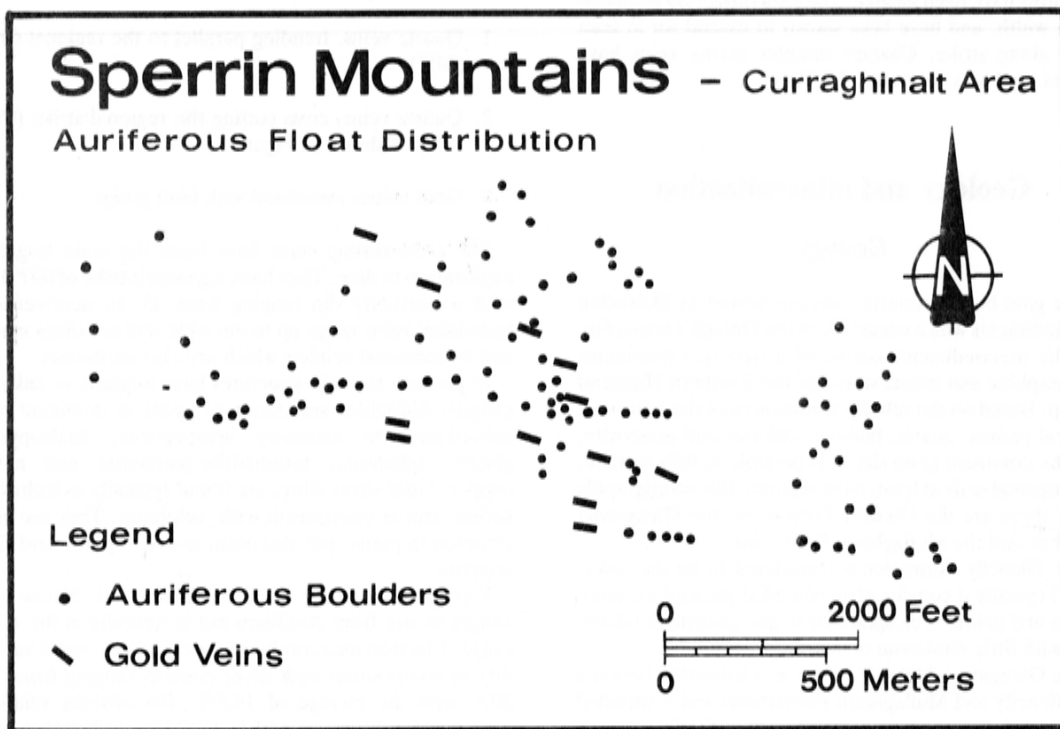 Sperrin Mountains – Curraghinalt Area
Auriferous Float Distribution
N
Legend
Auriferous Boulders
Gold Veins
0 2000 Feet
0 500 Meters